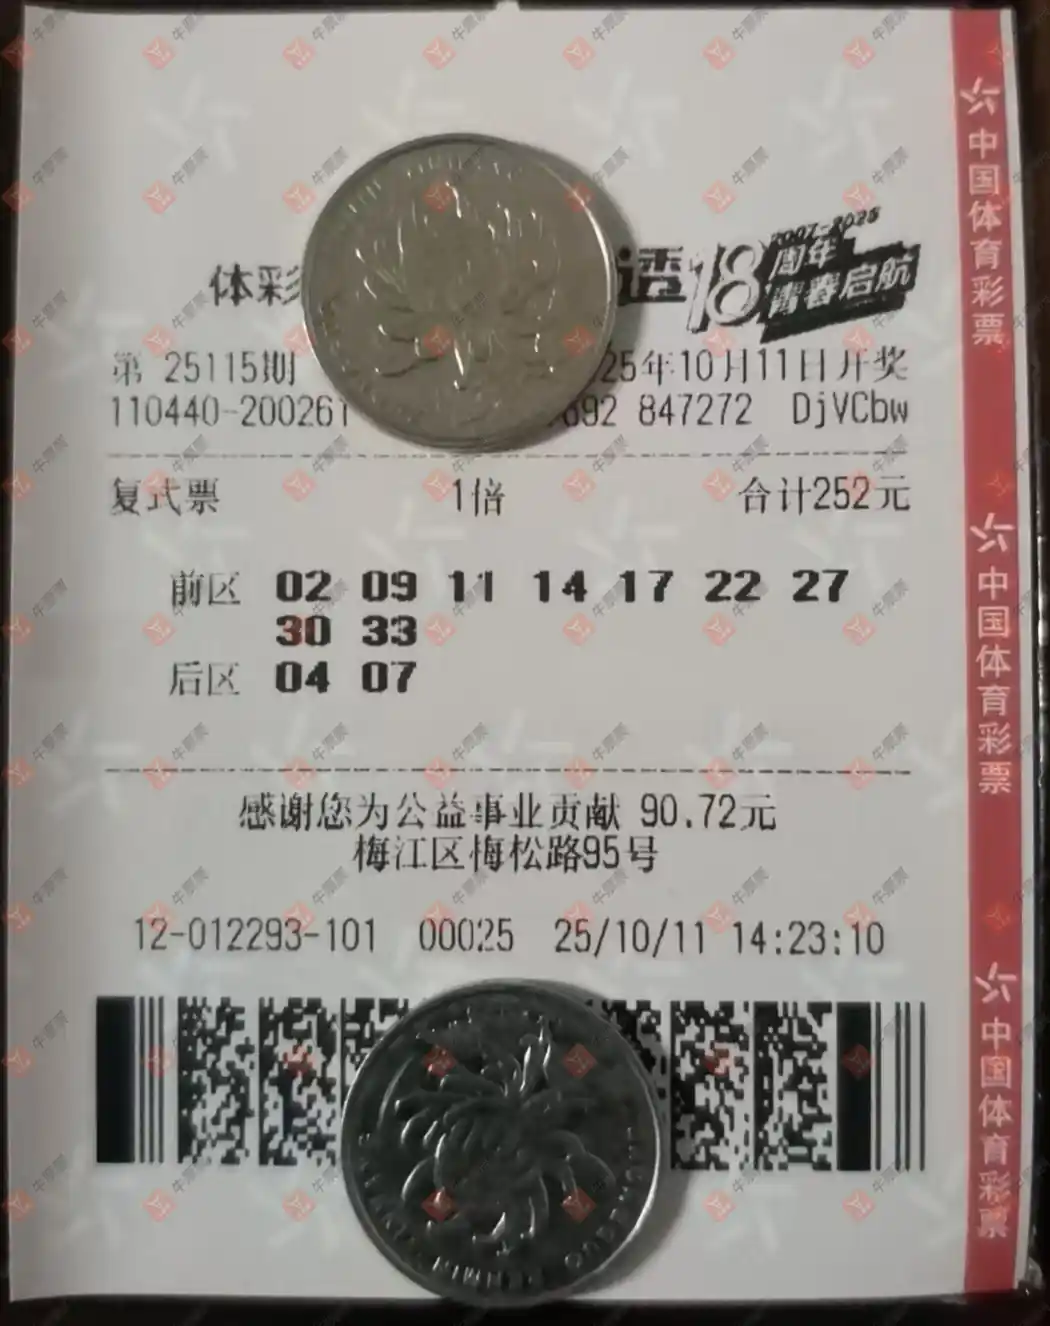 体彩 透 18 2007-2025
周年
青春启航
第 25115期 25年10月11日开奖
110440-200261 692 847272 DjVCbw
复式票 1倍 合计252元
前区 02 09 11 14 17 22 27
30 33
后区 04 07
感谢您为公益事业贡献 90.72元
梅江区梅松路95号
12-012293-101 00025 25/10/11 14:23:10
中国体育彩票
中国体育彩票
中国体育彩票
牛票票